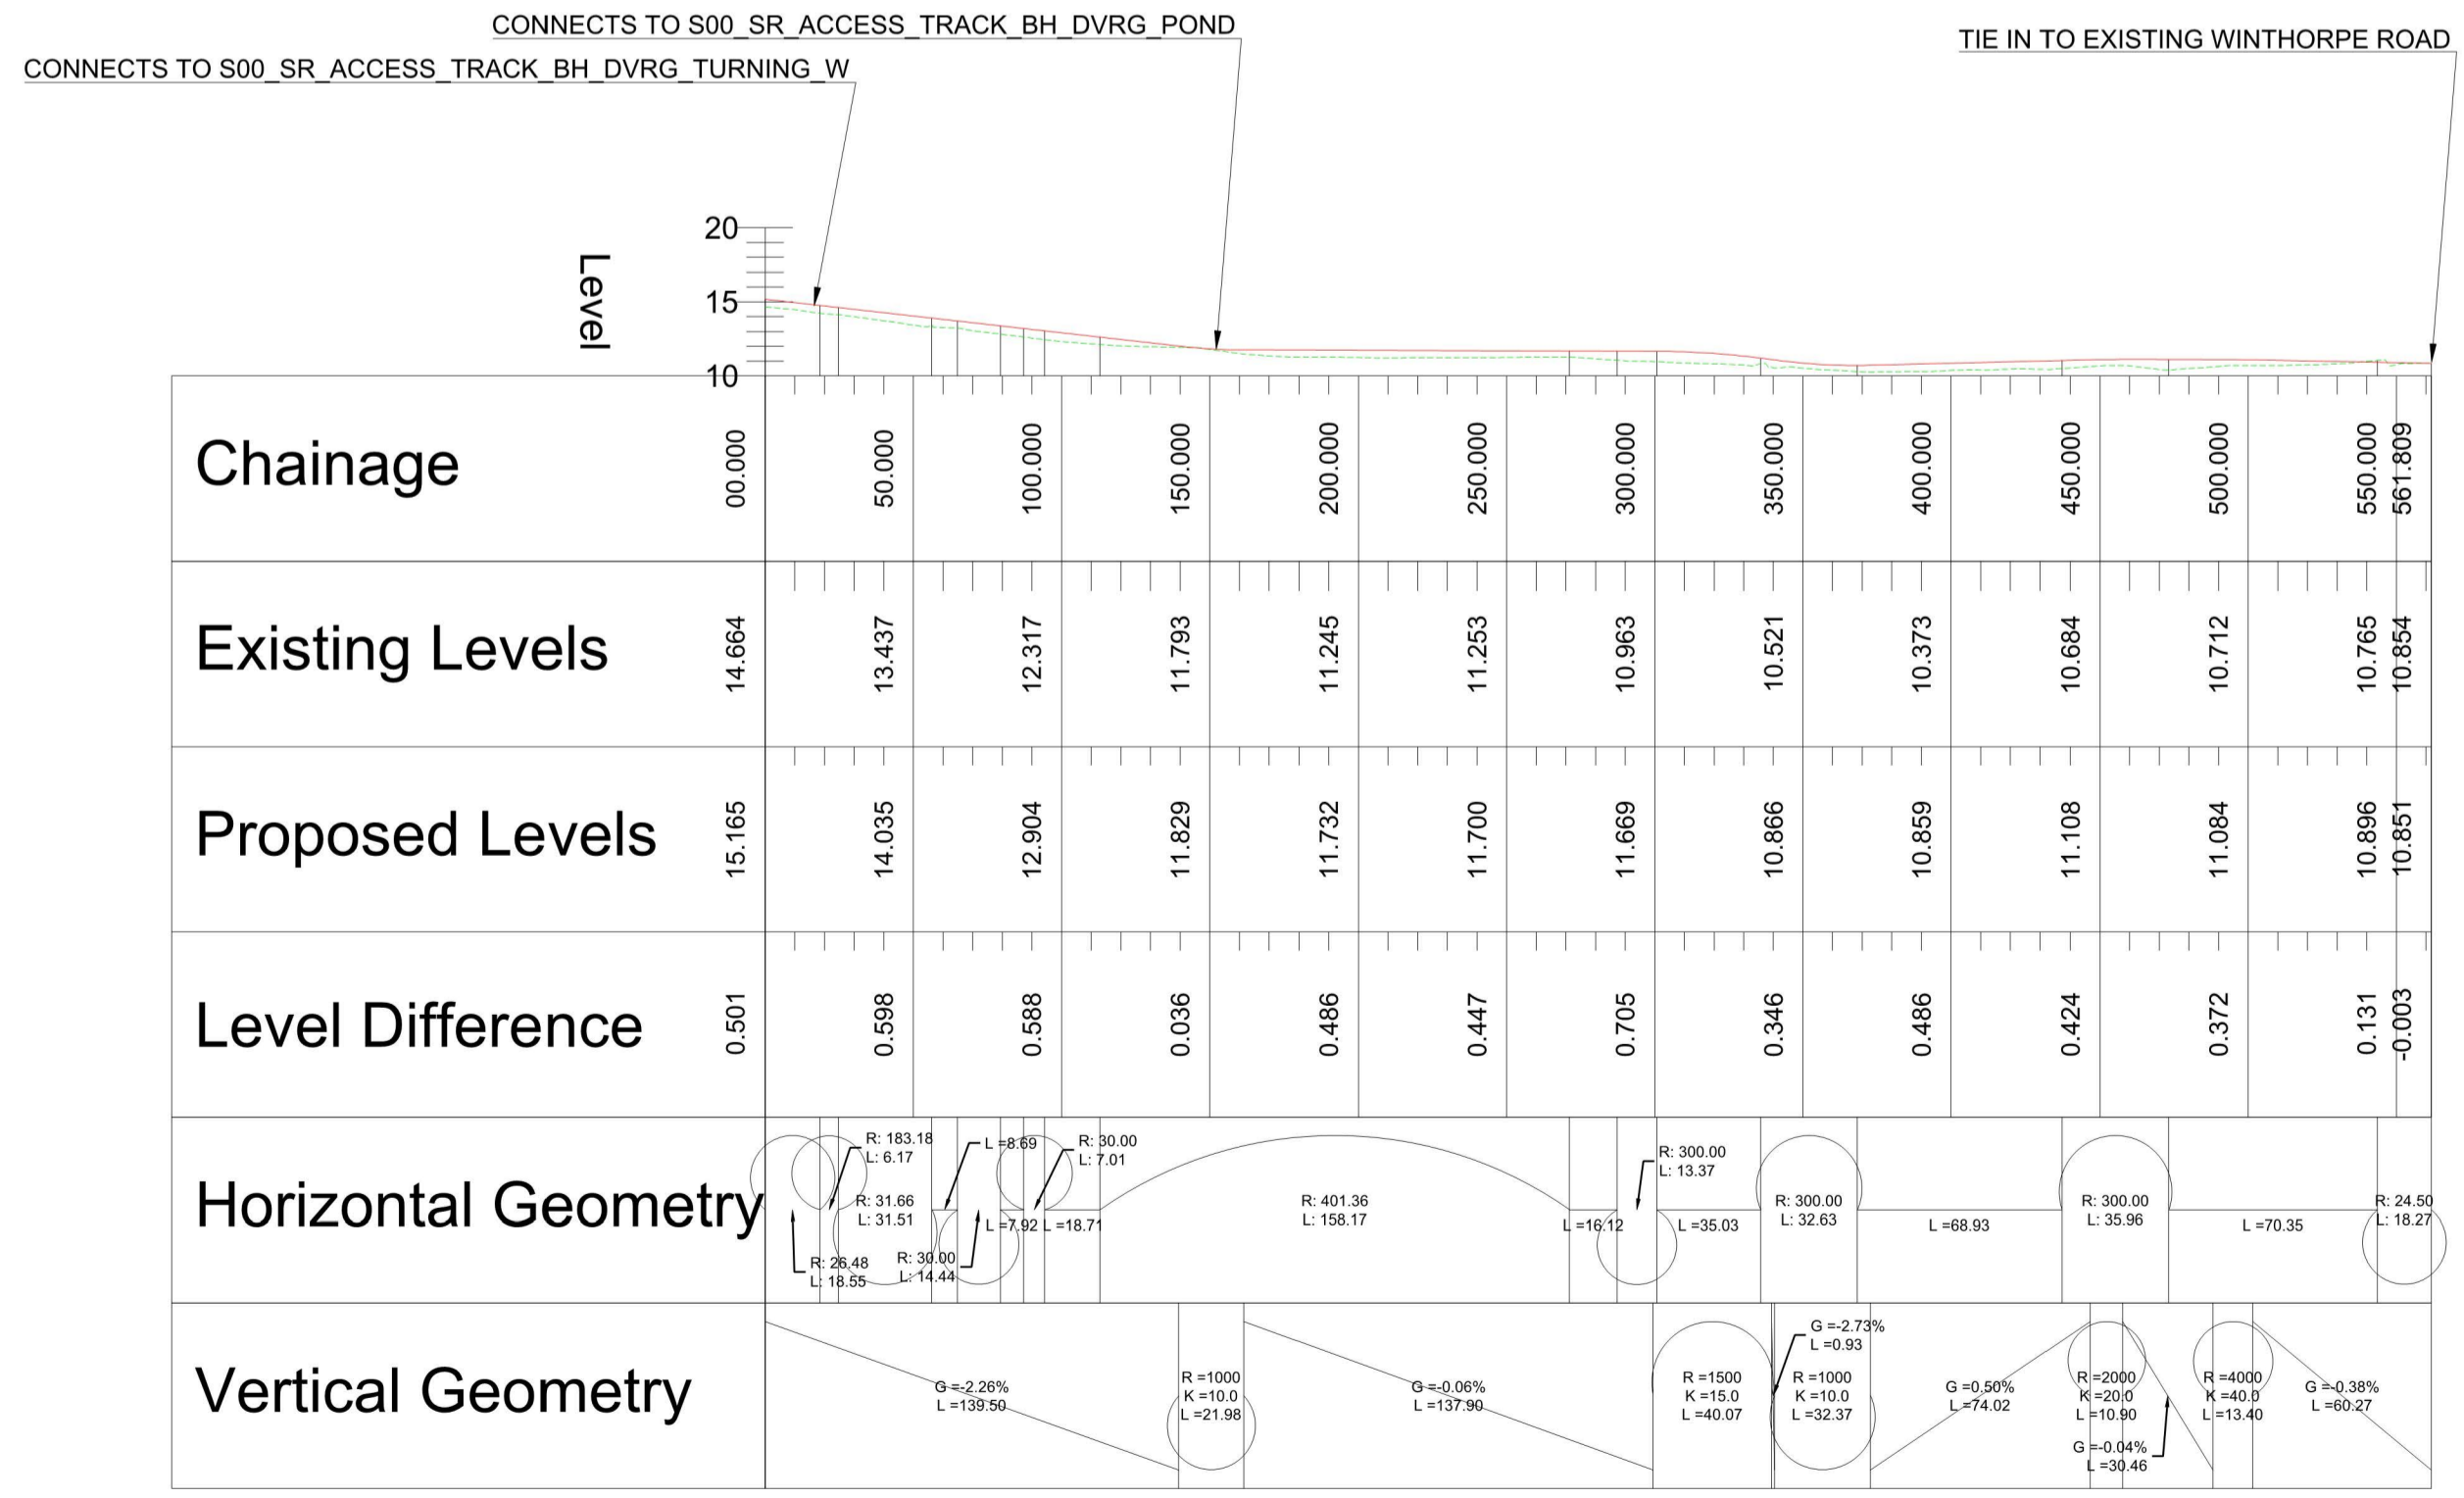 CONNECTS TO S00_SR_ACCESS_TRACK_BH_DVRG_POND
TIE IN TO EXISTING WINTHORPE ROAD
CONNECTS TO S00_SR_ACCESS_TRACK_BH_DVRG_TURNING_W
20
15
10
Level
Chainage
00.000
50.000
100.000
150.000
200.000
250.000
300.000
350.000
400.000
450.000
500.000
550.000
561.809
Existing Levels
14.664
13.437
12.317
11.793
11.245
11.253
10.963
10.521
10.373
10.684
10.712
10.765
10.854
Proposed Levels
15.165
14.035
12.904
11.829
11.732
11.700
11.669
10.866
10.859
11.108
11.084
10.896
10.851
Level Difference
0.501
0.598
0.588
0.036
0.486
0.447
0.705
0.346
0.486
0.424
0.372
0.131
-0.003
Horizontal Geometry
R: 26.48
L: 18.55
R: 183.18
L: 6.17
R: 31.66
L: 31.51
L =8.69
R: 30.00
L: 14.44
L =7.92
R: 30.00
L: 7.01
L =18.71
R: 401.36
L: 158.17
L =16.12
R: 300.00
L: 13.37
L =35.03
R: 300.00
L: 32.63
L =68.93
R: 300.00
L: 35.96
L =70.35
R: 24.50
L: 18.27
Vertical Geometry
G =-2.26%
L =139.50
R =1000
K =10.0
L =21.98
G =-0.06%
L =137.90
R =1500
K =15.0
L =40.07
G =-2.73%
L =0.93
R =1000
K =10.0
L =32.37
G =0.50%
L =74.02
R =2000
K =20.0
L =10.90
G =-0.04%
L =30.46
R =4000
K =40.0
L =13.40
G =-0.38%
L =60.27